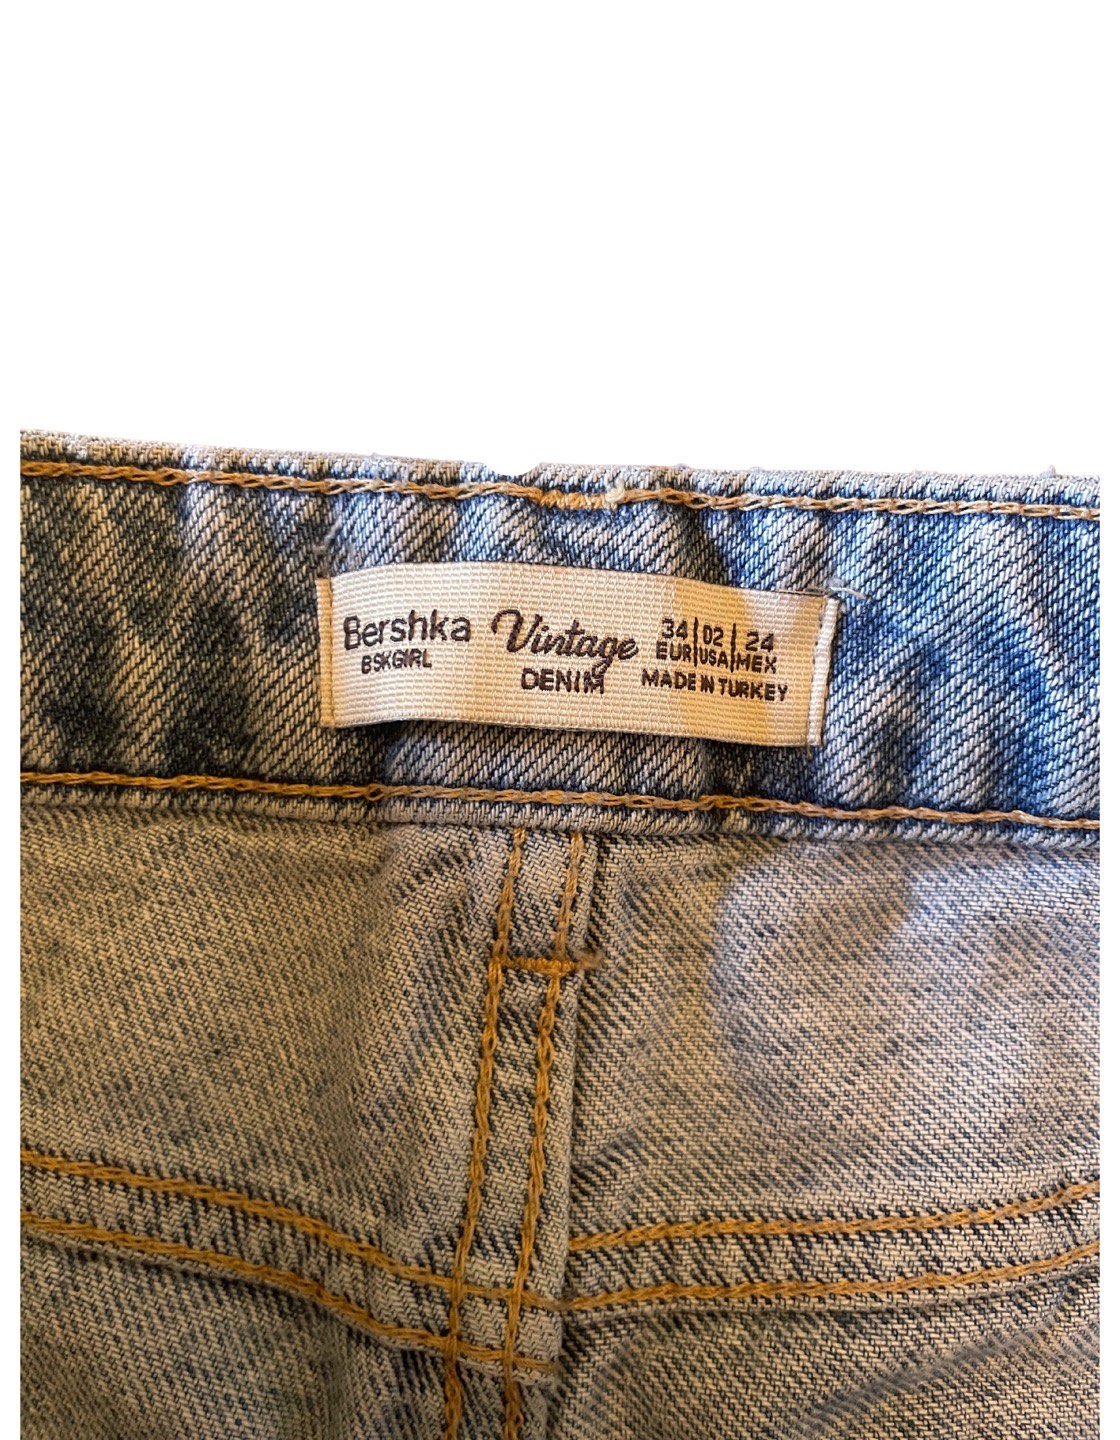 Bershka
BSKGIRL
Vintage
DENIM
34|02|24
EUR|USA|MEX
MADE IN TURKEY